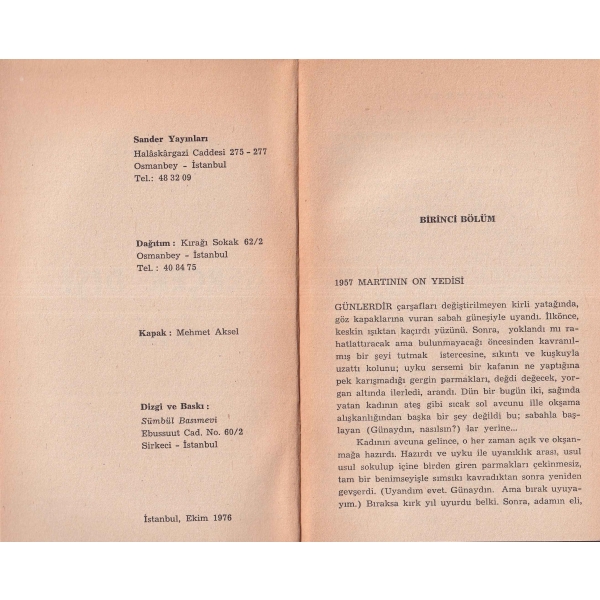 Sander Yayınları
Halâskârgazi Caddesi 275 - 277
Osmanbey - İstanbul
Tel.: 48 32 09
Dağıtım : Kırağı Sokak 62/2
Osmanbey - İstanbul
Tel. : 40 84 75
Kapak : Mehmet Aksel
Dizgi ve Baskı :
Sümbül Basımevi
Ebussuut Cad. No. 60/2
Sirkeci - İstanbul
İstanbul, Ekim 1976
BİRİNCİ BÖLÜM
1957 MARTININ ON YEDİSİ
GÜNLERDİR çarşafları değiştirilmeyen kirli yatağında,
göz kapaklarına vuran sabah güneşiyle uyandı. İlkönce,
keskin ışıktan kaçırdı yüzünü. Sonra, yoklandı mı ra-
hatlattıracak ama bulunmayacağı öncesinden kavranıl-
mış bir şeyi tutmak istercesine, sıkıntı ve kuşkuyla
uzattı kolunu; uyku sersemi bir kafanın ne yaptığına
pek karışmadığı gergin parmakları, değdi değecek, yor-
gan altında ilerledi, arandı. Dün bir bugün iki, sağında
yatan kadının ateş gibi sıcak sol avcunu ille okşama
alışkanlığından başka bir şey değildi bu; sabahla baş-
layan (Günaydın, nasılsın?) lar yerine...
Kadının avcuna gelince, o her zaman açık ve okşan-
mağa hazırdı. Hazırdı ve uyku ile uyanıklık arası, usul
usul sokulup içine birden giren parmakları çekinmesiz,
tam bir benimseyişle sımsıkı kavradıktan sonra yeniden
gevşerdi. (Uyandım evet. Günaydın. Ama bırak uyuya-
yım.) Bıraksa kırk yıl uyurdu belki. Sonra, adamın eli,